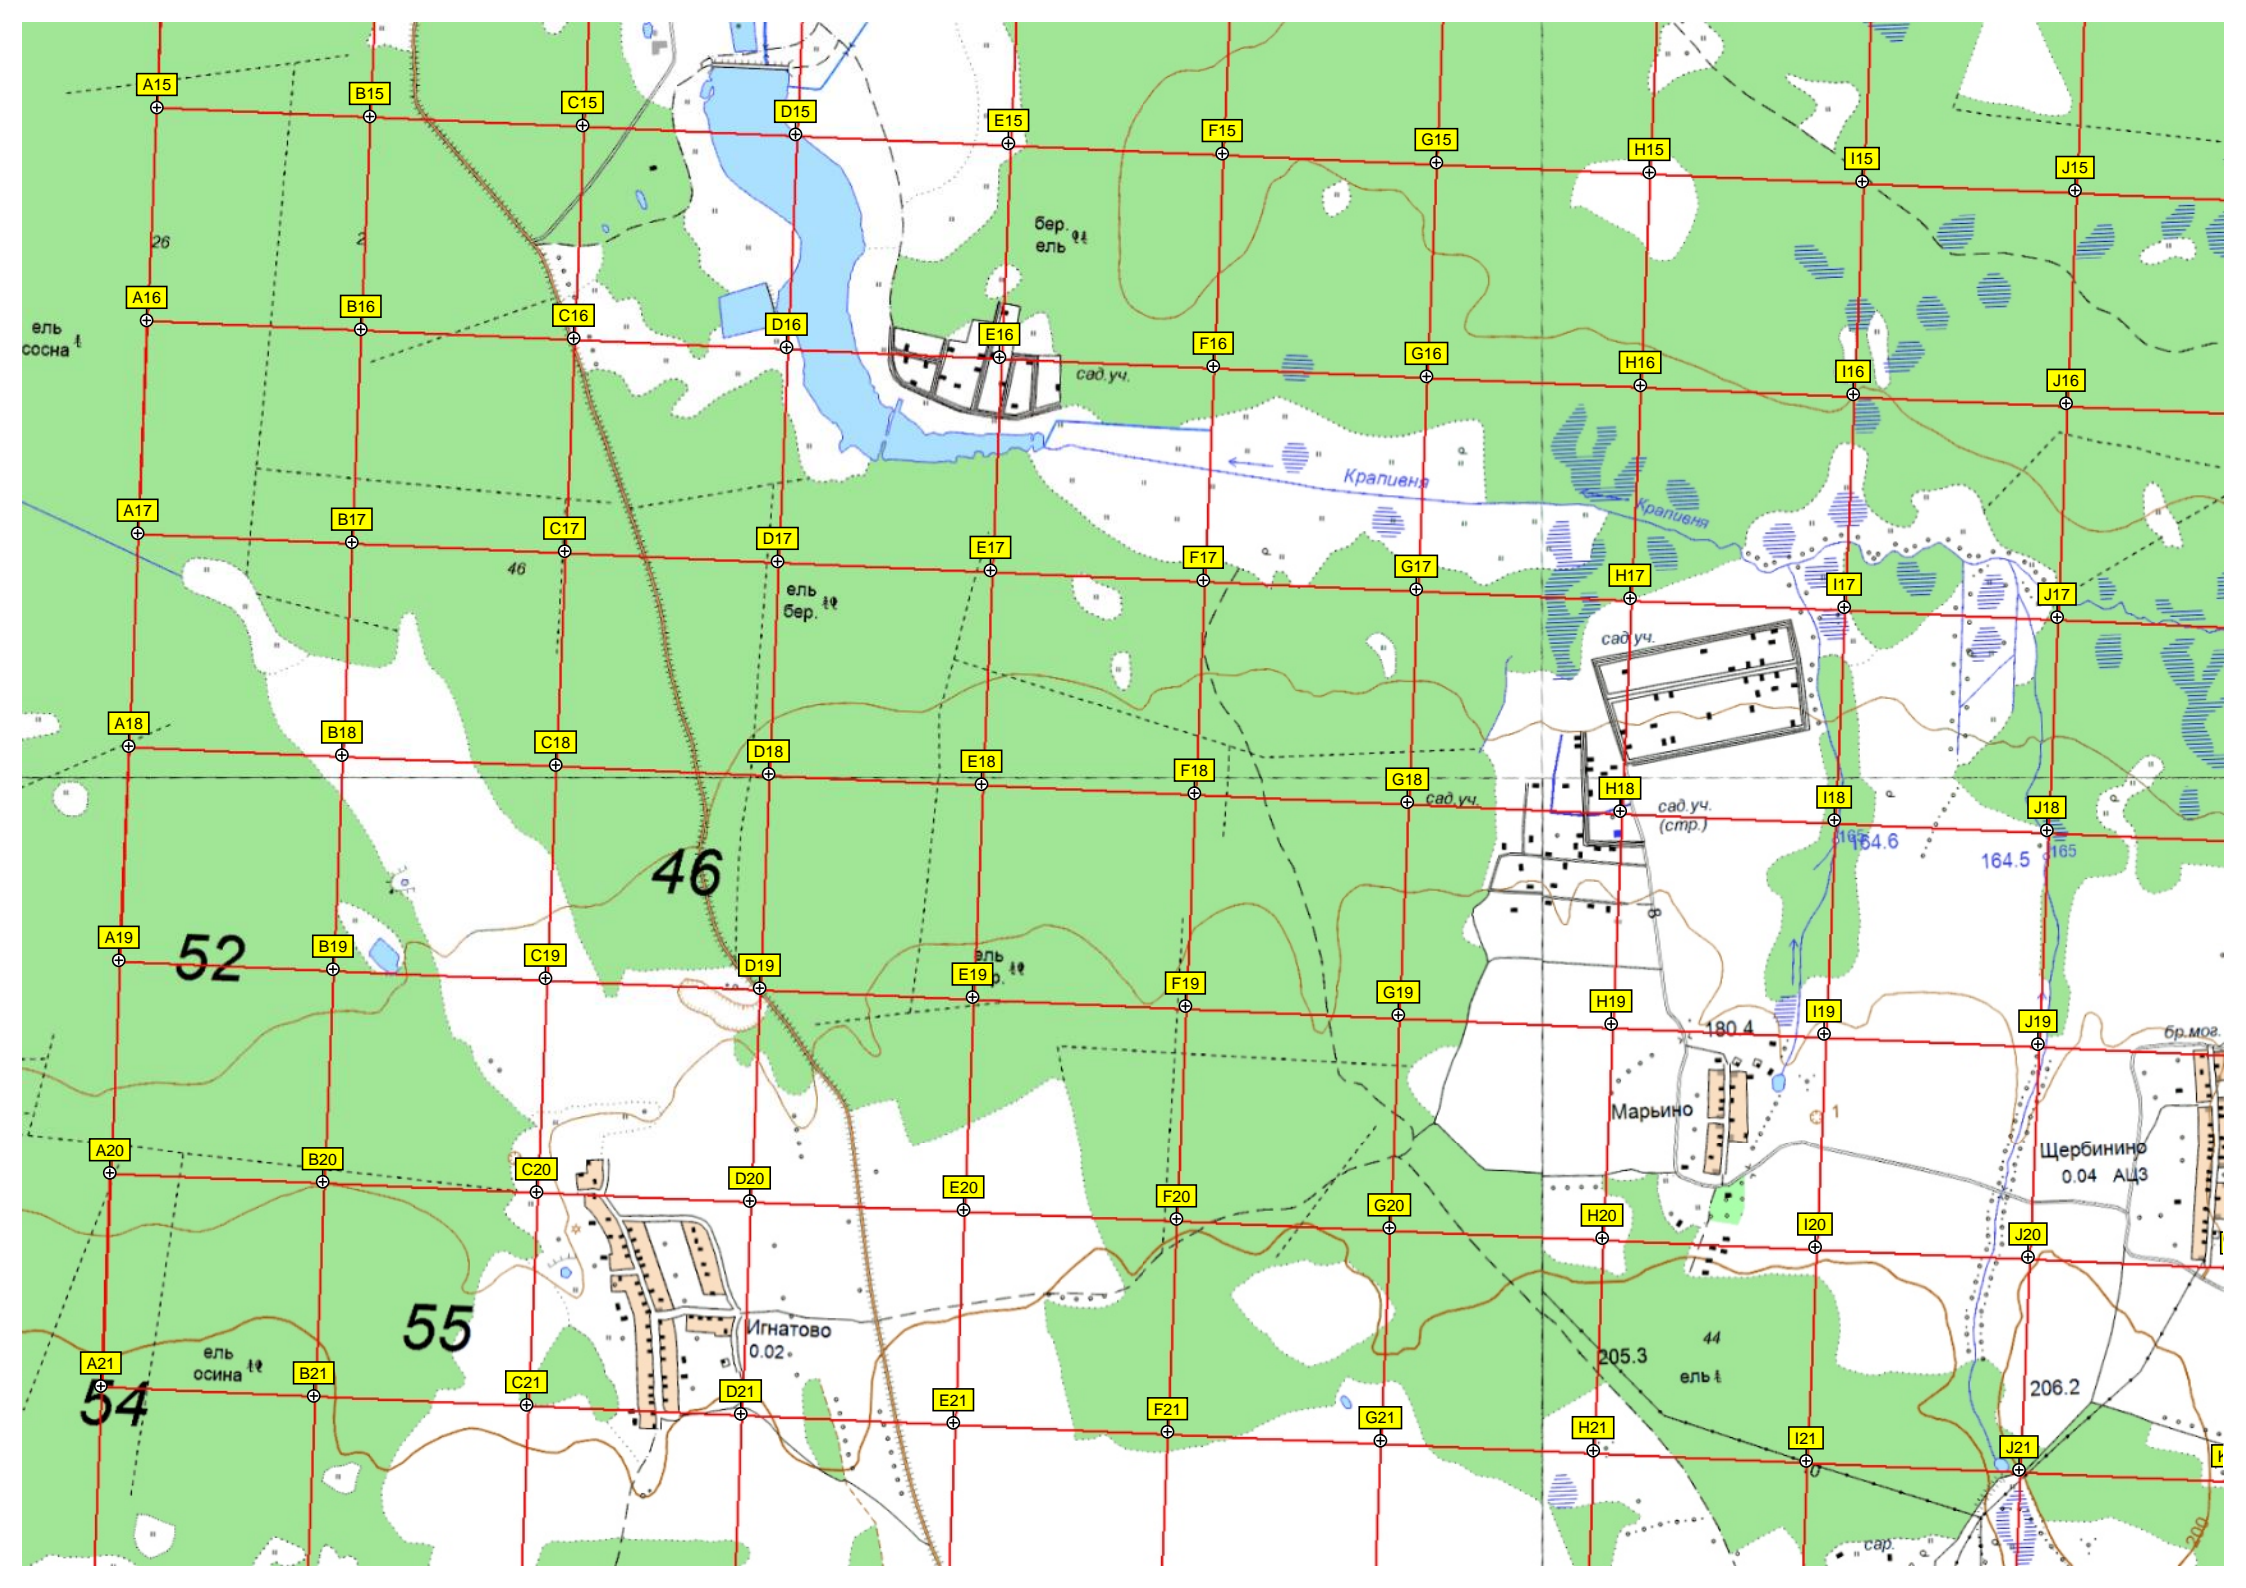 A15
B15
C15
D15
E15
F15
G15
H15
I15
J15
26
2
бер.
ель
A16
B16
C16
D16
E16
F16
G16
H16
I16
J16
ель
сосна
сад.уч.
Крапивня
Крапивня
A17
B17
C17
D17
E17
F17
G17
H17
I17
J17
46
ель
бер.
сад.уч.
A18
B18
C18
D18
E18
F18
G18
H18
I18
J18
сад.уч.
сад.уч.
(стр.)
165
164.6
164.5
165
46
8
52
A19
B19
C19
D19
E19
F19
G19
H19
I19
J19
ель
180.4
бр.мог.
Марьино
1
Щербинино
0.04 АЦЗ
A20
B20
C20
D20
E20
F20
G20
H20
I20
J20
55
Игнатово
0.02
ель
осина
44
205.3
ель
206.2
A21
B21
C21
D21
E21
F21
G21
H21
I21
J21
K
54
0
сар.
200